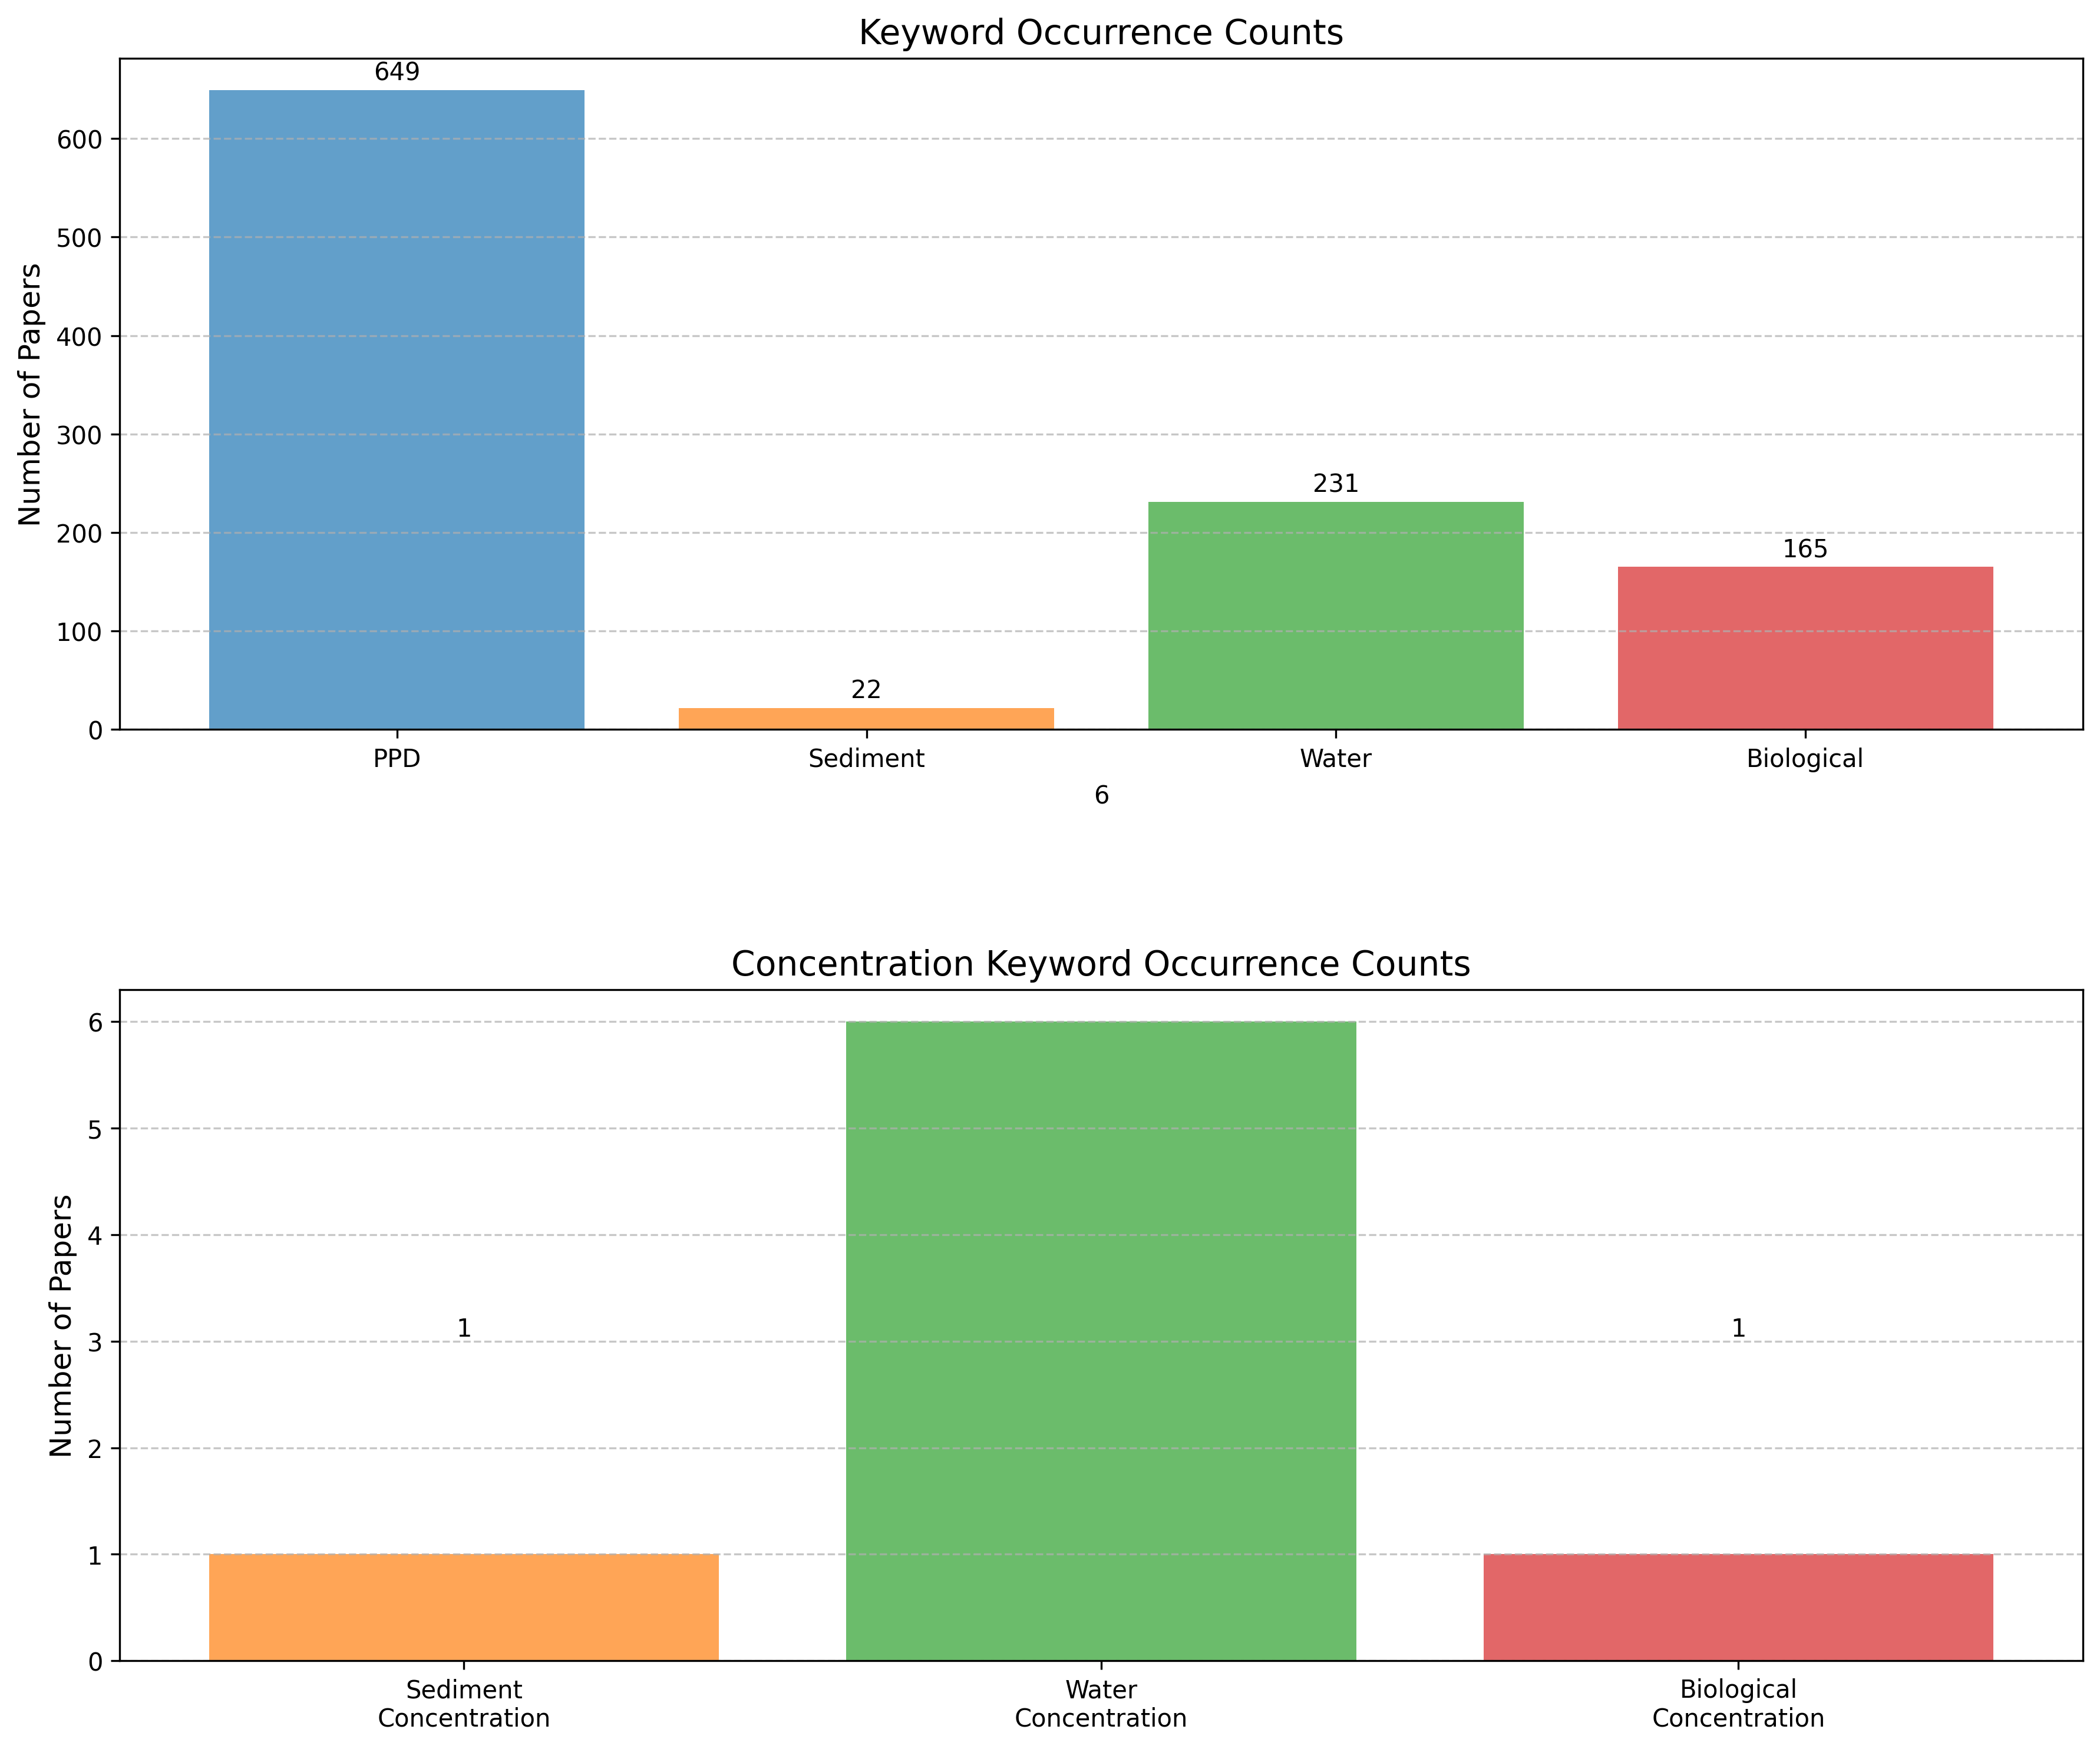 Keyword Occurrence Counts
Number of Papers
600
500
400
300
200
100
0
649
22
231
165
PPD
Sediment
Water
Biological
6
Concentration Keyword Occurrence Counts
Number of Papers
6
5
4
3
2
1
0
1
1
Sediment
Concentration
Water
Concentration
Biological
Concentration